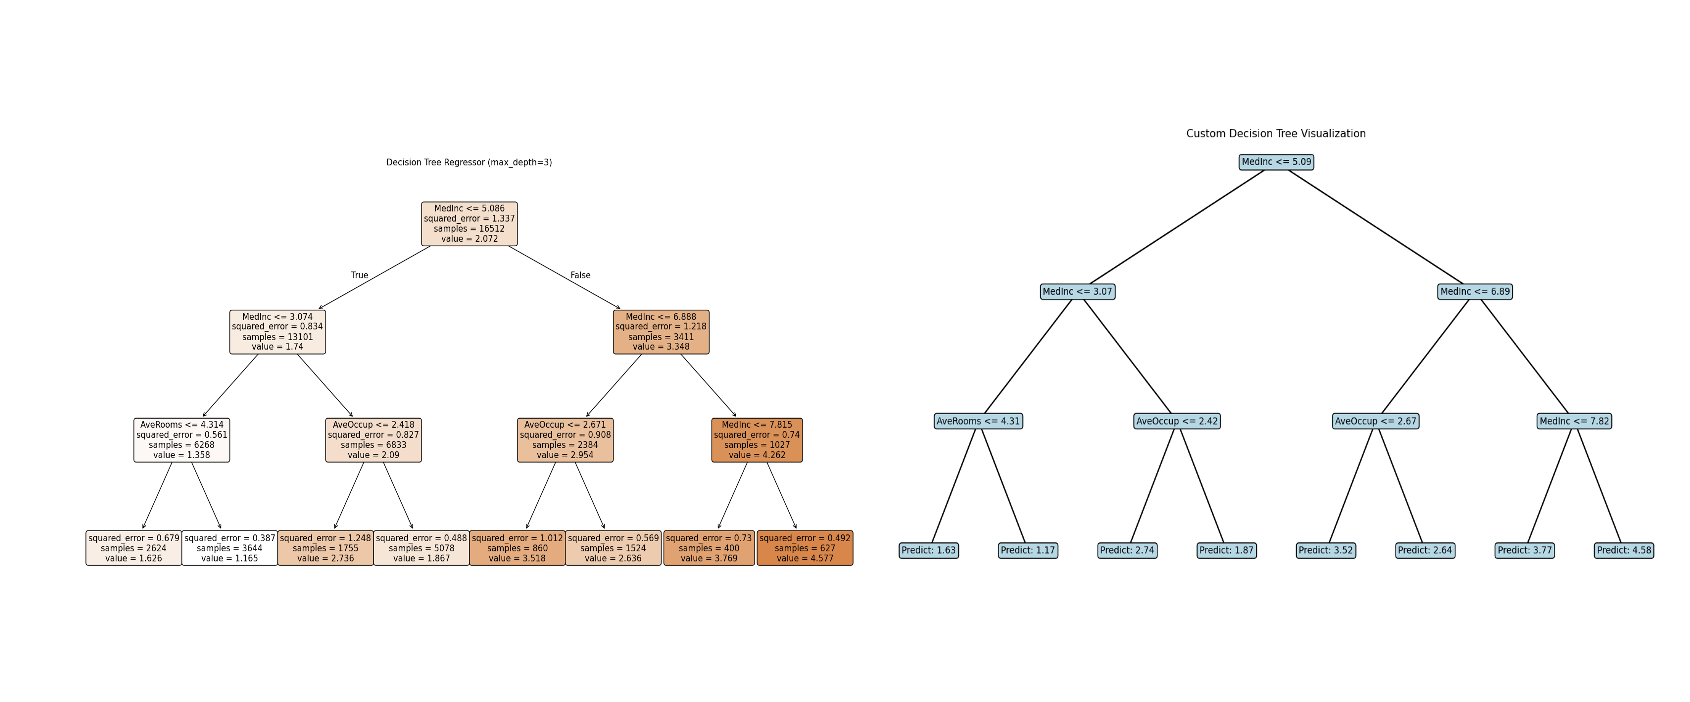 Decision Tree Regressor (max_depth=3)
MedInc <= 5.086
squared_error = 1.337
samples = 16512
value = 2.072
True
False
MedInc <= 3.074
squared_error = 0.834
samples = 13101
value = 1.74
MedInc <= 6.888
squared_error = 1.218
samples = 3411
value = 3.348
AveRooms <= 4.314
squared_error = 0.561
samples = 6268
value = 1.358
AveOccup <= 2.418
squared_error = 0.827
samples = 6833
value = 2.09
AveOccup <= 2.671
squared_error = 0.908
samples = 2384
value = 2.954
MedInc <= 7.815
squared_error = 0.74
samples = 1027
value = 4.262
squared_error = 0.679
samples = 2624
value = 1.626
squared_error = 0.387
samples = 3644
value = 1.165
squared_error = 1.248
samples = 1755
value = 2.736
squared_error = 0.488
samples = 5078
value = 1.867
squared_error = 1.012
samples = 860
value = 3.518
squared_error = 0.569
samples = 1524
value = 2.636
squared_error = 0.73
samples = 400
value = 3.769
squared_error = 0.492
samples = 627
value = 4.577
Custom Decision Tree Visualization
MedInc <= 5.09
MedInc <= 3.07
MedInc <= 6.89
AveRooms <= 4.31
AveOccup <= 2.42
AveOccup <= 2.67
MedInc <= 7.82
Predict: 1.63
Predict: 1.17
Predict: 2.74
Predict: 1.87
Predict: 3.52
Predict: 2.64
Predict: 3.77
Predict: 4.58